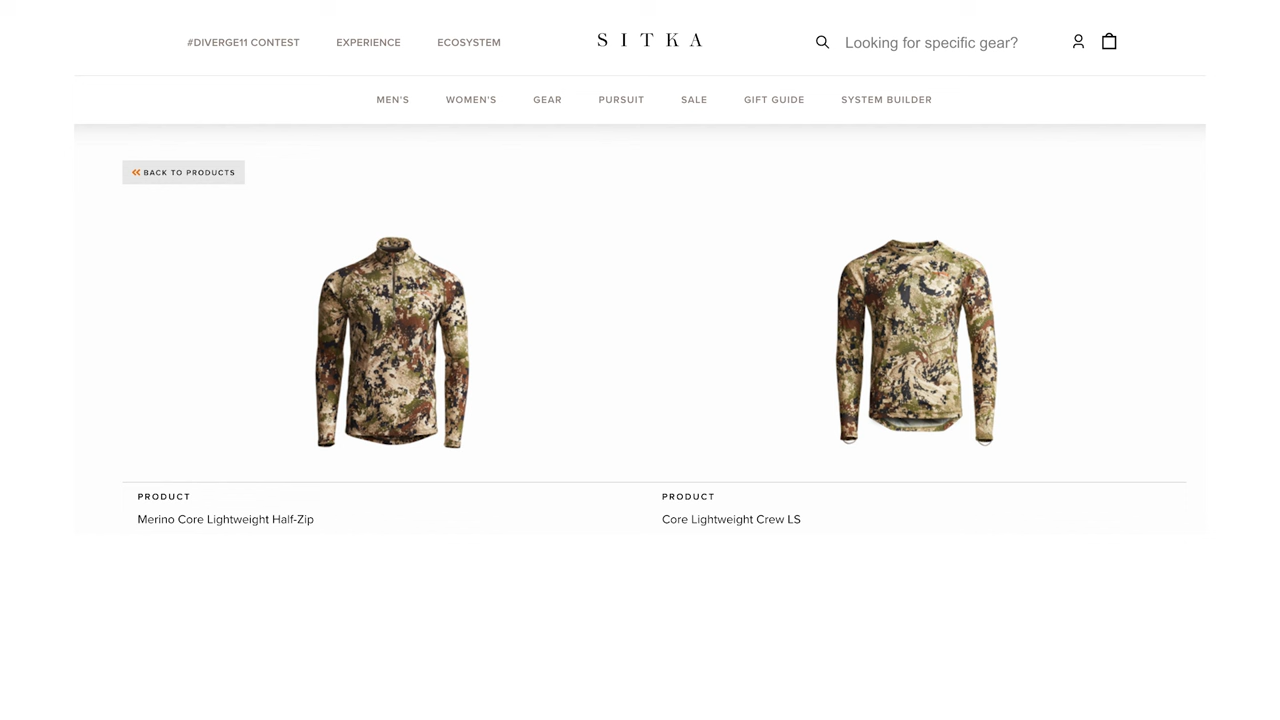 #DIVERGE11 CONTEST EXPERIENCE ECOSYSTEM SITKA Looking for specific gear?
MEN'S WOMEN'S GEAR PURSUIT SALE GIFT GUIDE SYSTEM BUILDER
BACK TO PRODUCTS
PRODUCT PRODUCT
Merino Core Lightweight Half-Zip Core Lightweight Crew LS